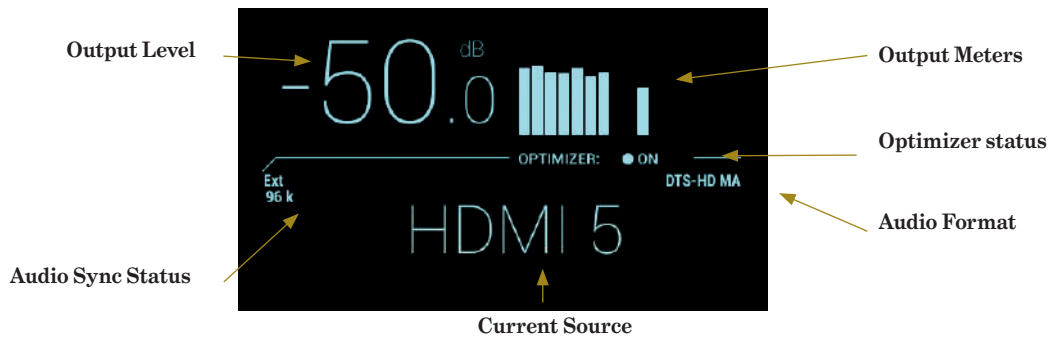 Output Level
-50.0
dB
Output Meters
OPTIMIZER: ● ON
Optimizer status
Ext
96 k
DTS-HD MA
Audio Format
HDMI 5
Audio Sync Status
Current Source